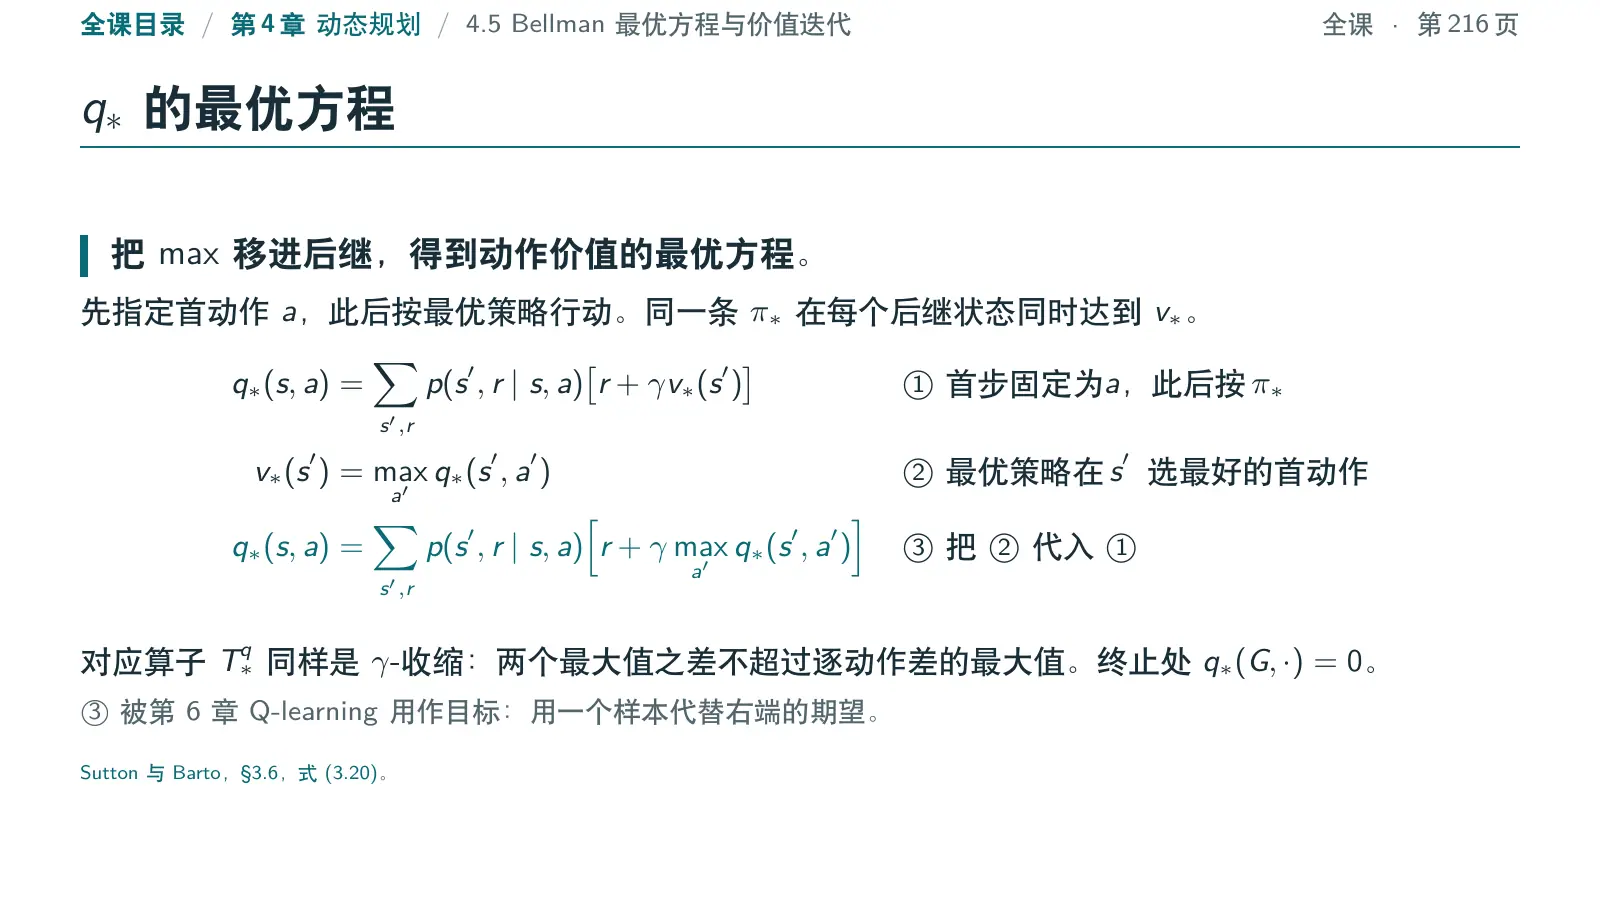 全课目录 / 第 4 章 动态规划 / 4.5 Bellman 最优方程与价值迭代
全课 · 第 216 页
q∗ 的最优方程
把 max 移进后继，得到动作价值的最优方程。
先指定首动作 a，此后按最优策略行动。同一条 π∗ 在每个后继状态同时达到 v∗。
q∗(s, a) = ∑_{s′,r} p(s′, r | s, a)[r + γv∗(s′)] ① 首步固定为a，此后按π∗
v∗(s′) = max_{a′} q∗(s′, a′) ② 最优策略在s′ 选最好的首动作
q∗(s, a) = ∑_{s′,r} p(s′, r | s, a)[r + γ max_{a′} q∗(s′, a′)] ③ 把 ② 代入 ①
对应算子 T∗^q 同样是 γ-收缩：两个最大值之差不超过逐动作差的最大值。终止处 q∗(G, ·) = 0。
③ 被第 6 章 Q-learning 用作目标：用一个样本代替右端的期望。
Sutton 与 Barto，§3.6，式 (3.20)。